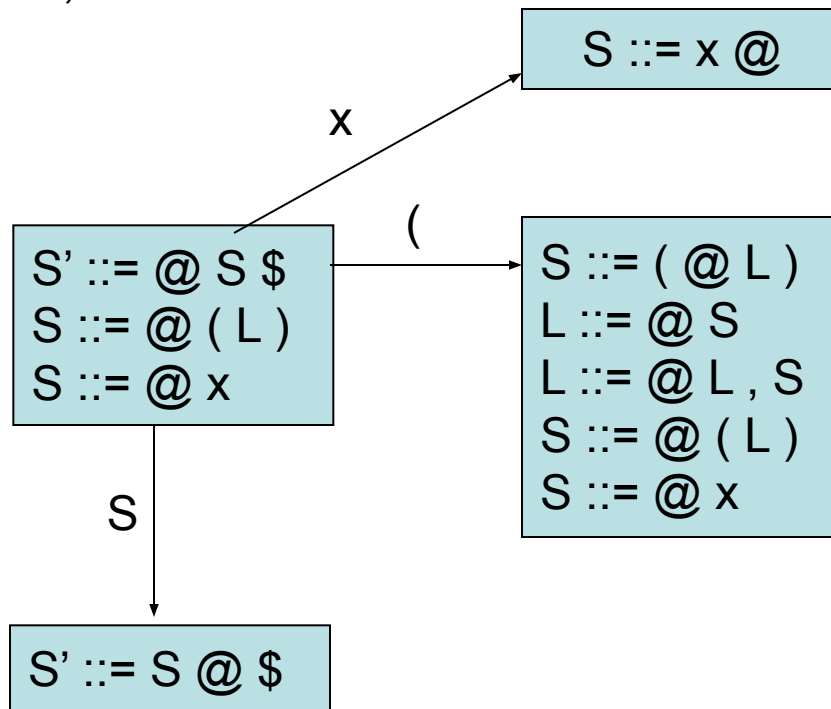 S ::= x @
x
(
S' ::= @ S $
S ::= @ ( L )
S ::= @ x
S ::= ( @ L )
L ::= @ S
L ::= @ L , S
S ::= @ ( L )
S ::= @ x
S
S' ::= S @ $